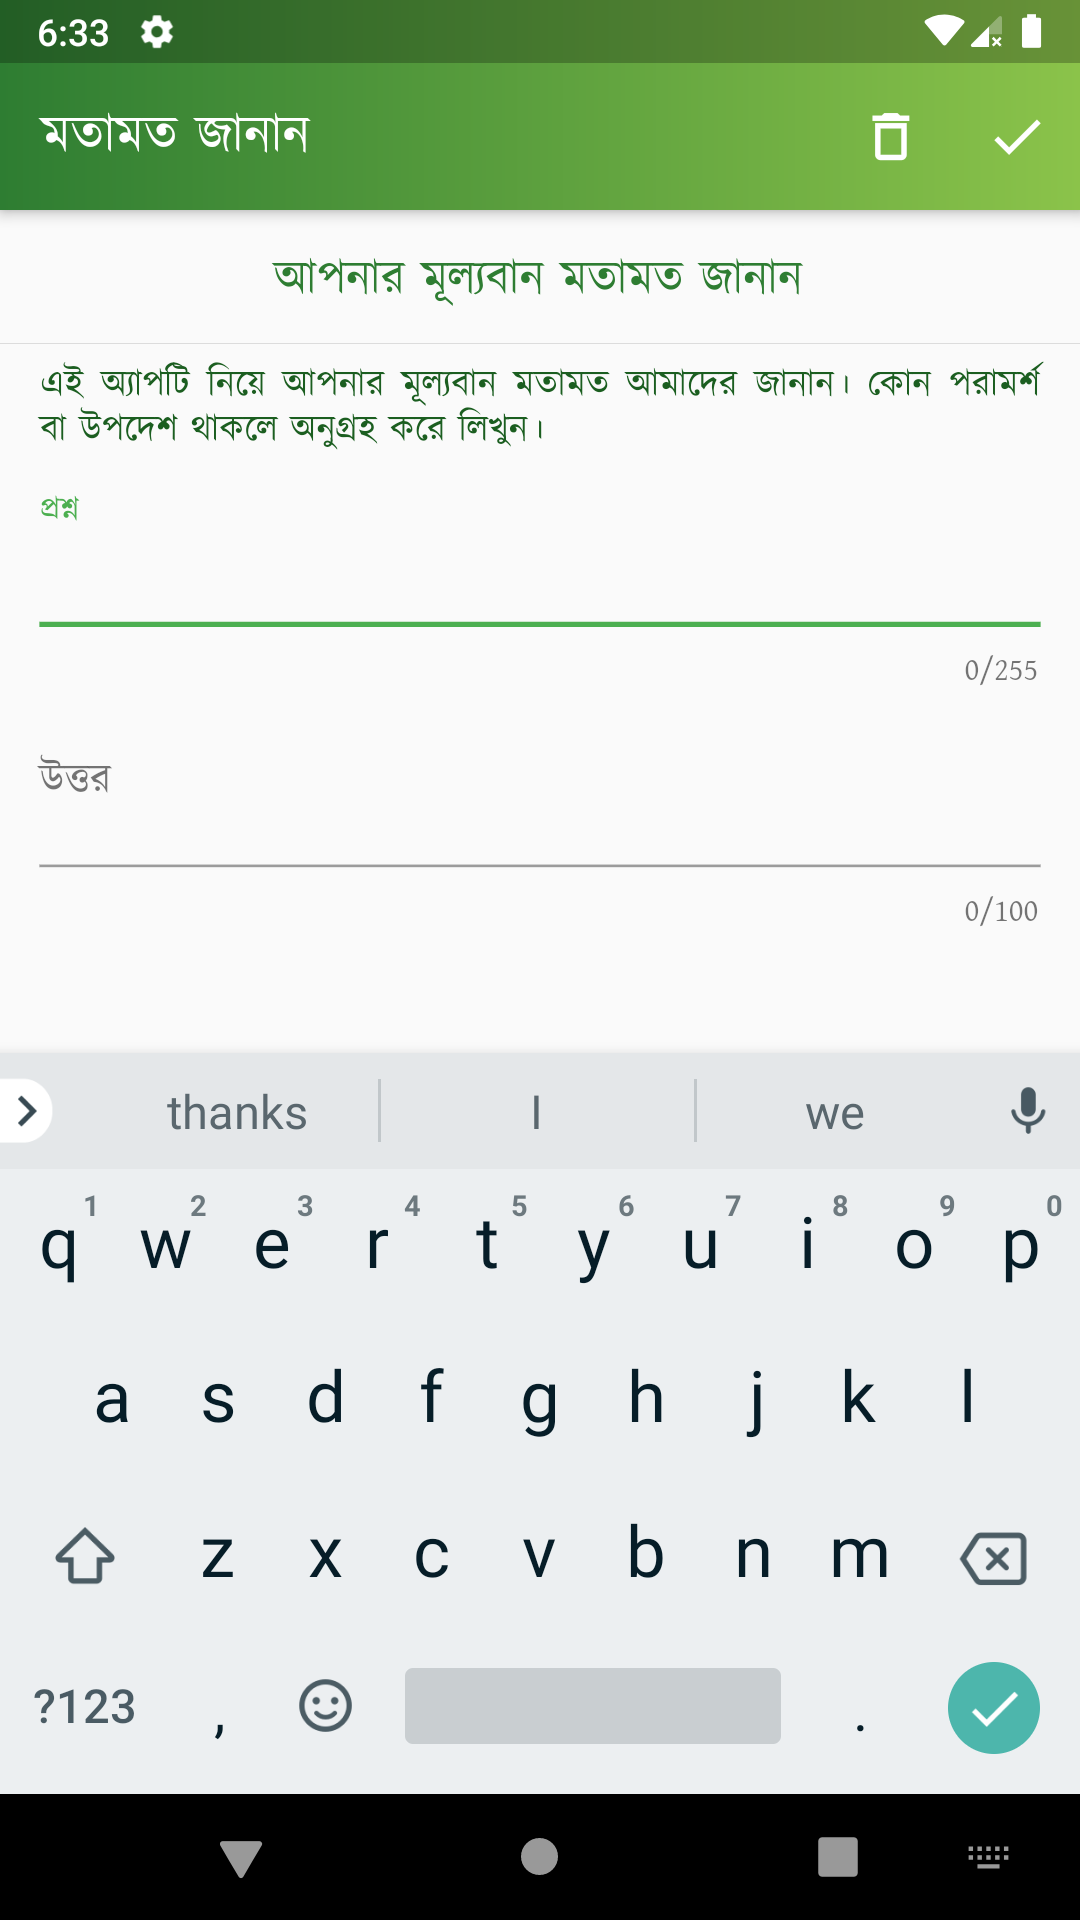 6:33
মতামত জানান
আপনার মূল্যবান মতামত জানান
এই অ্যাপটি নিয়ে আপনার মূল্যবান মতামত আমাদের জানান। কোন পরামর্শ
বা উপদেশ থাকলে অনুগ্রহ করে লিখুন।
প্রশ্ন
0/255
উত্তর
0/100
thanks I we
1 2 3 4 5 6 7 8 9 0
q w e r t y u i o p
a s d f g h j k l
z x c v b n m
?123 , .